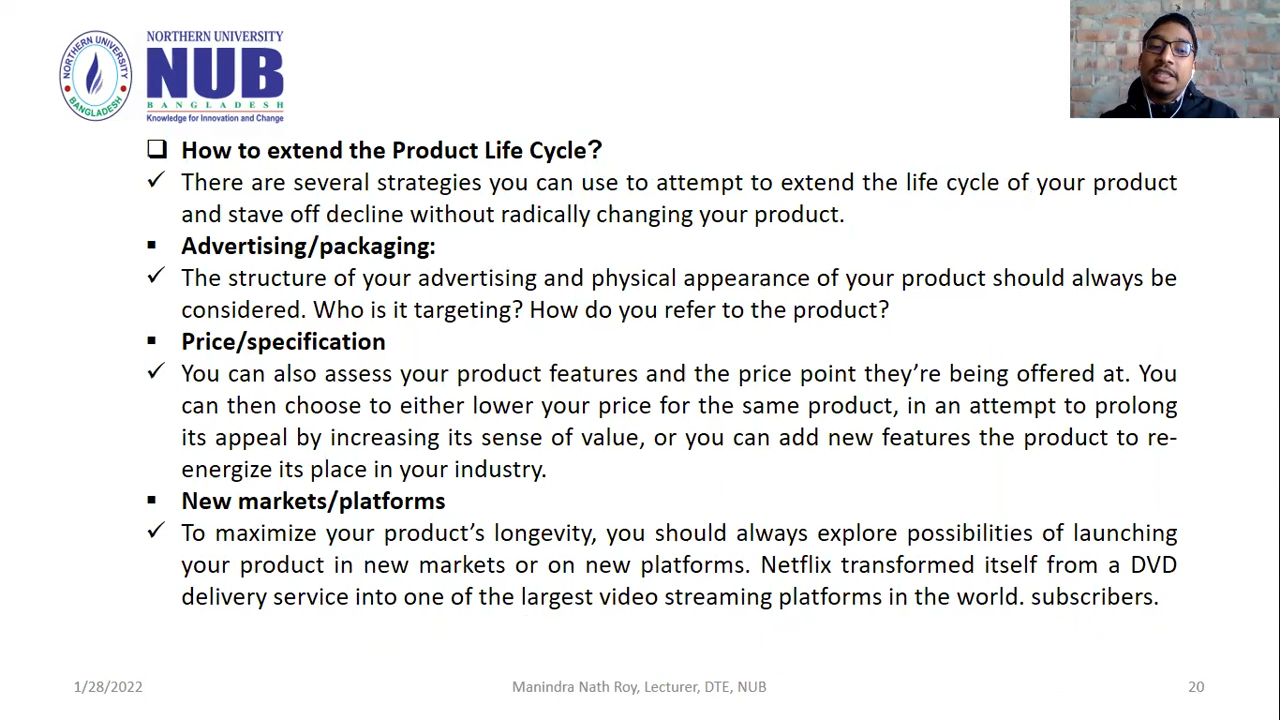 NORTHERN UNIVERSITY
BANGLADESH
NORTHERN UNIVERSITY
NUB
BANGLADESH
Knowledge for Innovation and Change
How to extend the Product Life Cycle?
There are several strategies you can use to attempt to extend the life cycle of your product
and stave off decline without radically changing your product.
Advertising/packaging:
The structure of your advertising and physical appearance of your product should always be
considered. Who is it targeting? How do you refer to the product?
Price/specification
You can also assess your product features and the price point they’re being offered at. You
can then choose to either lower your price for the same product, in an attempt to prolong
its appeal by increasing its sense of value, or you can add new features the product to re-
energize its place in your industry.
New markets/platforms
To maximize your product’s longevity, you should always explore possibilities of launching
your product in new markets or on new platforms. Netflix transformed itself from a DVD
delivery service into one of the largest video streaming platforms in the world. subscribers.
1/28/2022
Manindra Nath Roy, Lecturer, DTE, NUB
20